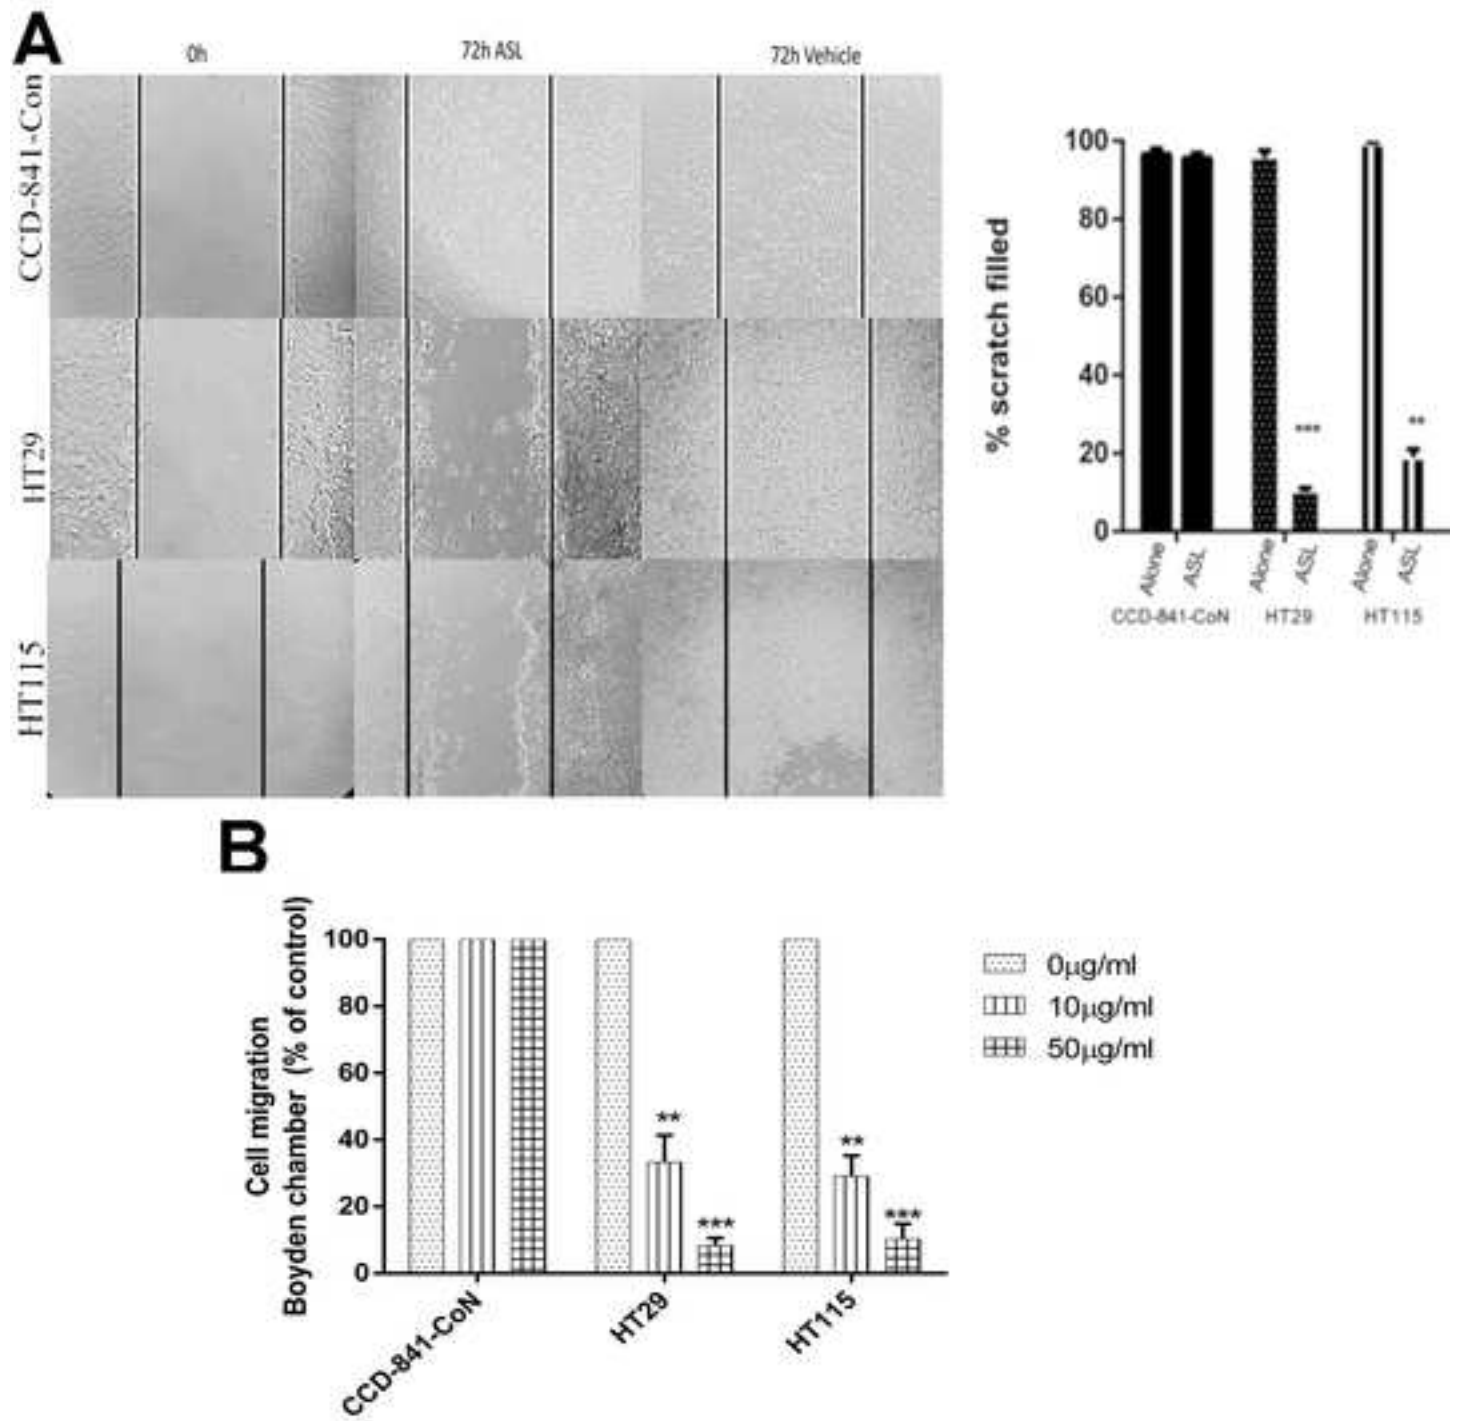 A
0h
72h ASL
72h Vehicle
CCD-841-Con
HT29
HT115
% scratch filled
100
80
60
40
20
0
***
**
Alone
ASL
Alone
ASL
Alone
ASL
CCD-841-CoN
HT29
HT115
B
Cell migration
Boyden chamber (% of control)
100
80
60
40
20
0
**
***
**
***
CCD-841-CoN
HT29
HT115
0µg/ml
10µg/ml
50µg/ml